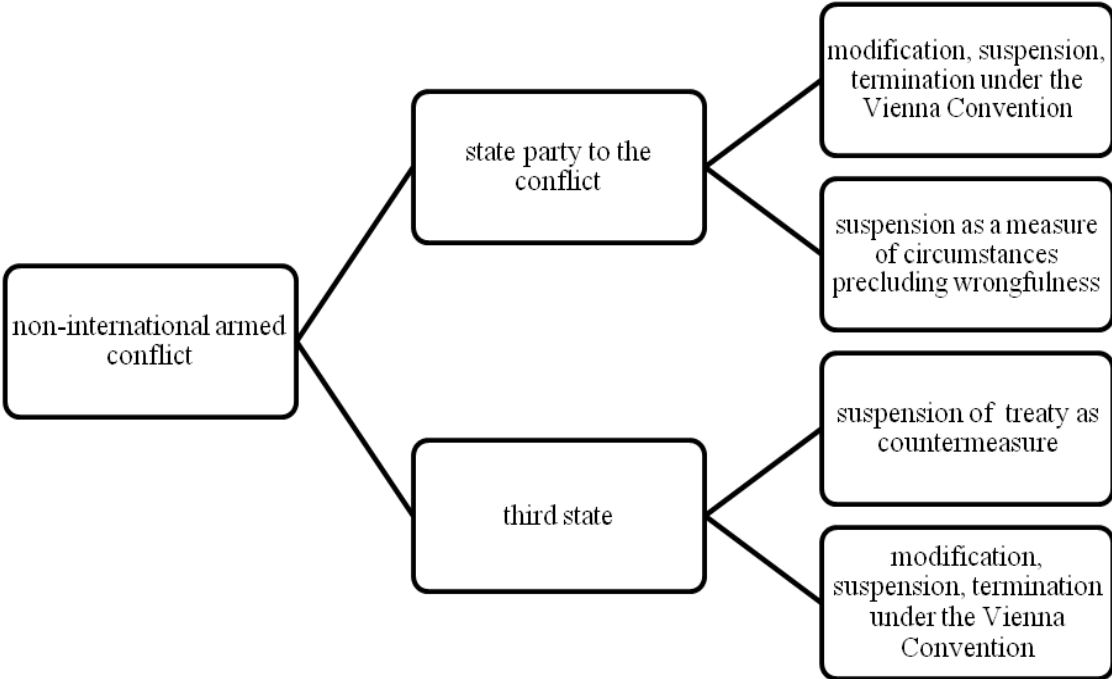 modification, suspension,
termination under the
Vienna Convention
state party to the
conflict
suspension as a measure
of circumstances
precluding wrongfulness
non-international armed
conflict
suspension of treaty as
countermeasure
third state
modification,
suspension, termination
under the Vienna
Convention